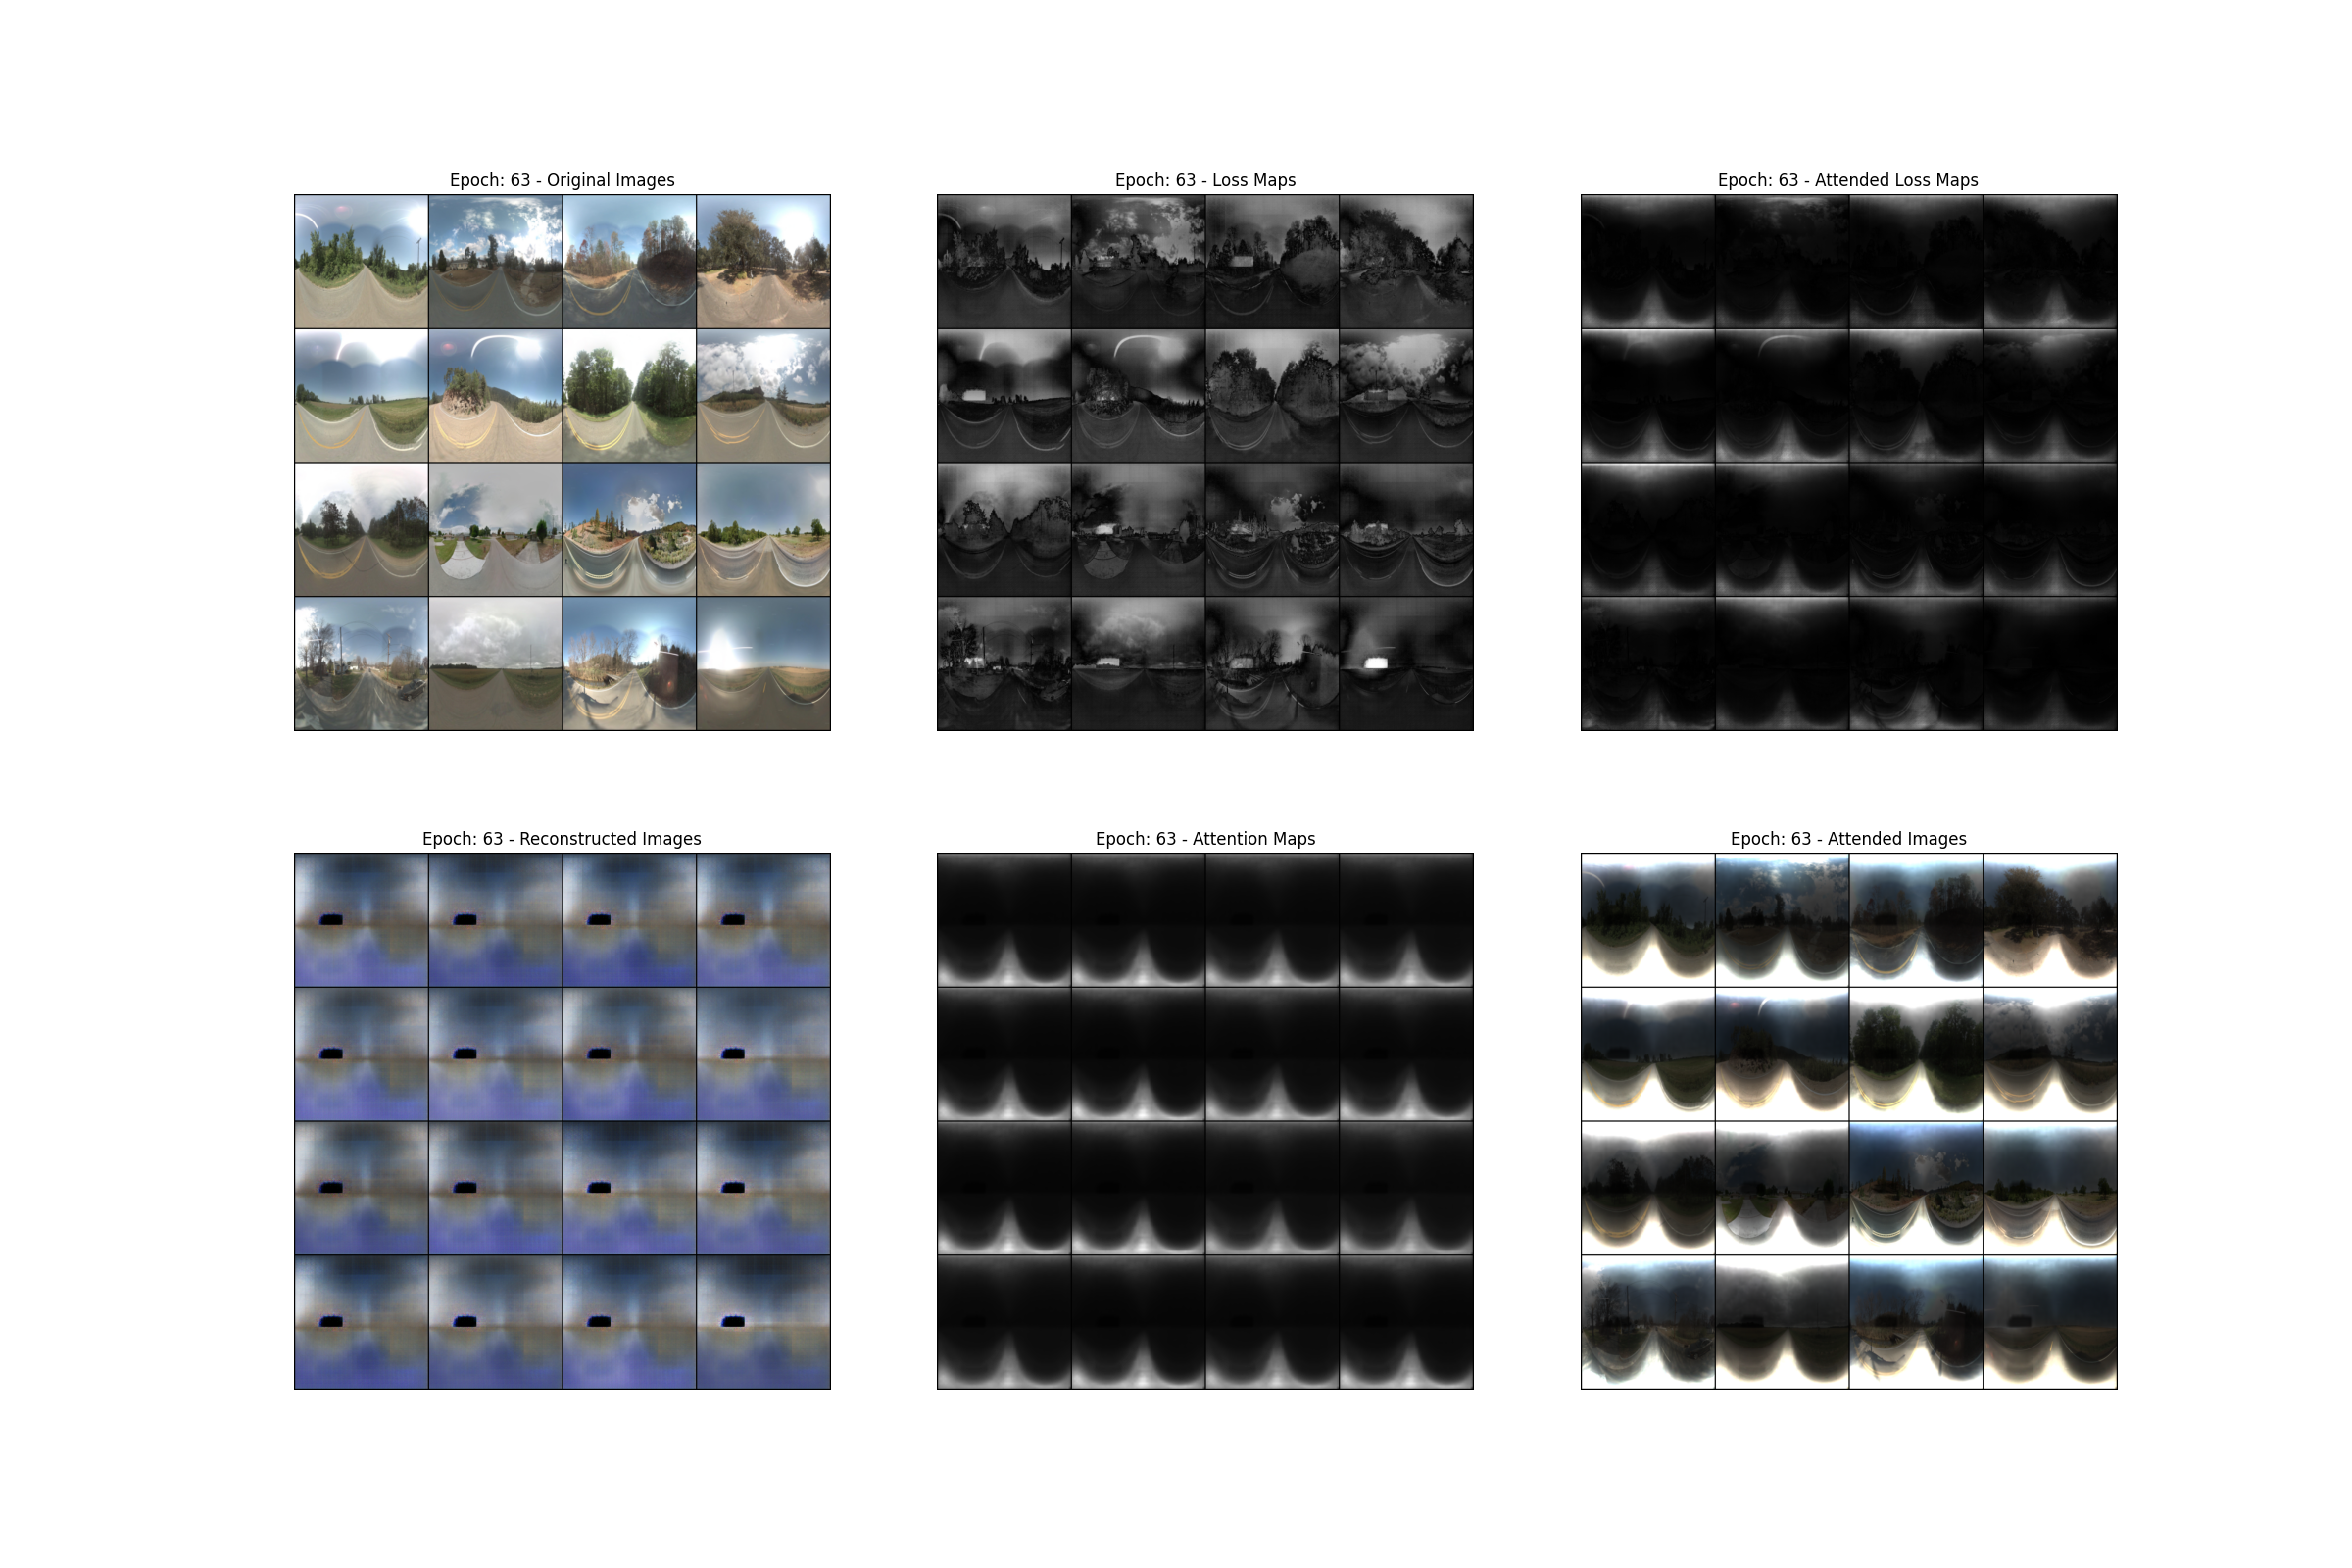 Epoch: 63 - Original Images
Epoch: 63 - Loss Maps
Epoch: 63 - Attended Loss Maps
Epoch: 63 - Reconstructed Images
Epoch: 63 - Attention Maps
Epoch: 63 - Attended Images